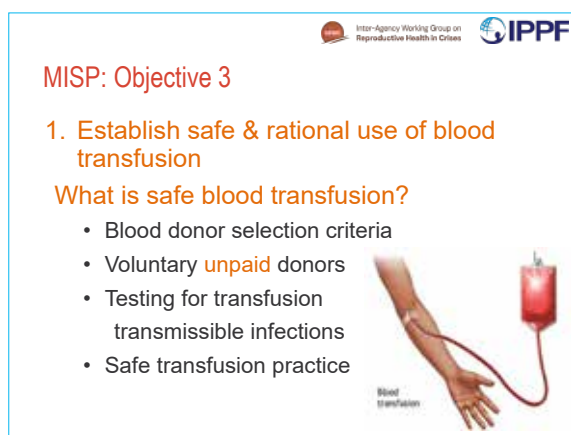 Inter-Agency Working Group on
Reproductive Health in Crises
IPPF
MISP: Objective 3
1. Establish safe & rational use of blood
transfusion
What is safe blood transfusion?
• Blood donor selection criteria
• Voluntary unpaid donors
• Testing for transfusion
transmissible infections
• Safe transfusion practice
Blood
transfusion